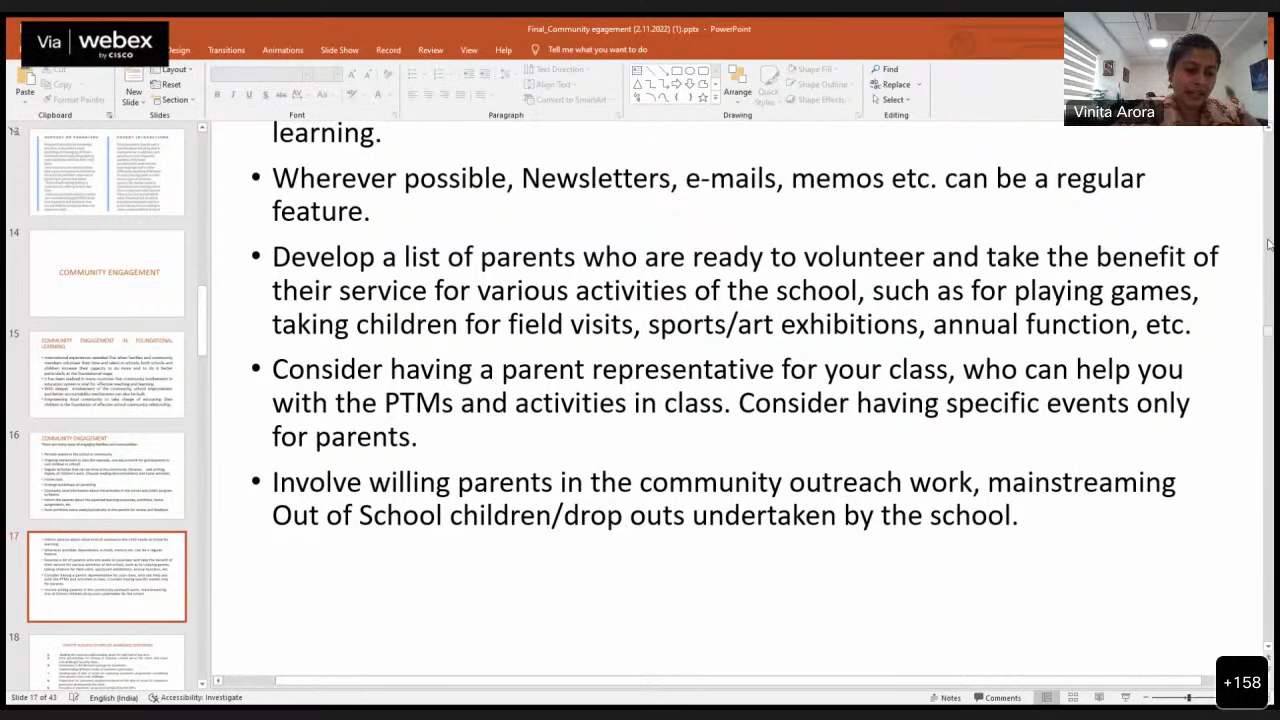 Via webex
by CISCO
Final_Community egagement (2.11.2022) (1).pptx - PowerPoint
Design Transitions Animations Slide Show Record Review View Help Tell me what you want to do
Cut
Copy
Format Painter
Paste
Clipboard
New
Slide
Layout
Reset
Section
Slides
Font
Text Direction
Align Text
Convert to SmartArt
Paragraph
Arrange
Quick
Styles
Shape Fill
Shape Outline
Shape Effects
Drawing
Find
Replace
Select
Editing
Vinita Arora
learning.
• Wherever possible, Newsletters, e-mails, memos etc. can be a regular
feature.
• Develop a list of parents who are ready to volunteer and take the benefit of
their service for various activities of the school, such as for playing games,
taking children for field visits, sports/art exhibitions, annual function, etc.
• Consider having a parent representative for your class, who can help you
with the PTMs and activities in class. Consider having specific events only
for parents.
• Involve willing parents in the community outreach work, mainstreaming
Out of School children/drop outs undertaken by the school.
13
14
COMMUNITY ENGAGEMENT
15
COMMUNITY ENGAGEMENT IN FOUNDATIONAL
LEARNING
16
COMMUNITY ENGAGEMENT
17
18
Slide 17 of 43 English (India) Accessibility: Investigate
Notes Comments
+158